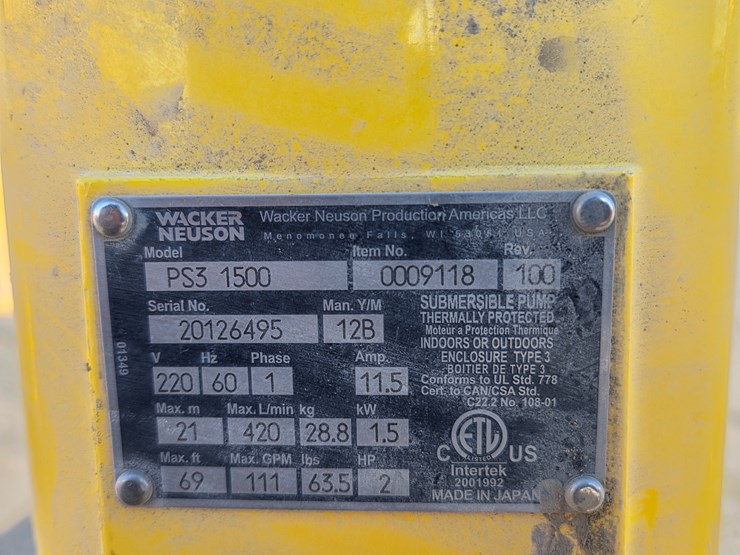 WACKER NEUSON Wacker Neuson Production Americas LLC
Menomonee Falls, WI 53051 USA
Model Item No. Rev.
PS3 1500 0009118 100
Serial No. Man. Y/M
20126495 12B
SUBMERSIBLE PUMP
THERMALLY PROTECTED
Moteur a Protection Thermique
INDOORS OR OUTDOORS
ENCLOSURE TYPE 3
BOITIER DE TYPE 3
Conforms to UL Std. 778
Cert. to CAN/CSA Std.
C22.2 No. 108-01
V Hz Phase Amp.
220 60 1 11.5
Max. m Max. L/min kg kW
21 420 28.8 1.5
Max. ft Max. GPM lbs HP
69 111 63.5 2
C ETL US
LISTED
Intertek
2001992
MADE IN JAPAN
01349